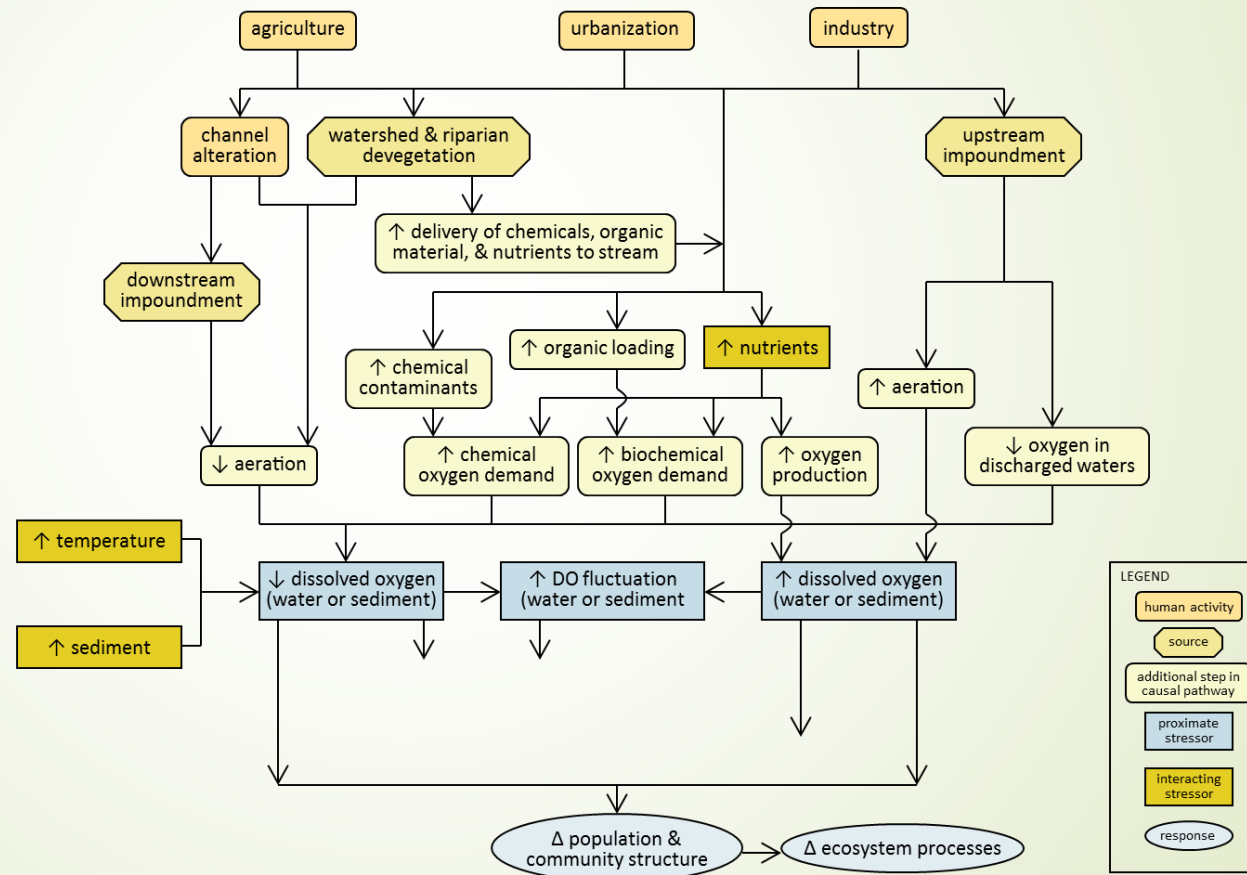 agriculture
urbanization
industry
channel
alteration
watershed & riparian
devegetation
upstream
impoundment
↑ delivery of chemicals, organic
material, & nutrients to stream
downstream
impoundment
↑ chemical
contaminants
↑ organic loading
↑ nutrients
↑ aeration
↓ aeration
↑ chemical
oxygen demand
↑ biochemical
oxygen demand
↑ oxygen
production
↓ oxygen in
discharged waters
↑ temperature
↑ sediment
↓ dissolved oxygen
(water or sediment)
↑ DO fluctuation
(water or sediment
↑ dissolved oxygen
(water or sediment)
Δ population &
community structure
Δ ecosystem processes
LEGEND
human activity
source
additional step in
causal pathway
proximate
stressor
interacting
stressor
response